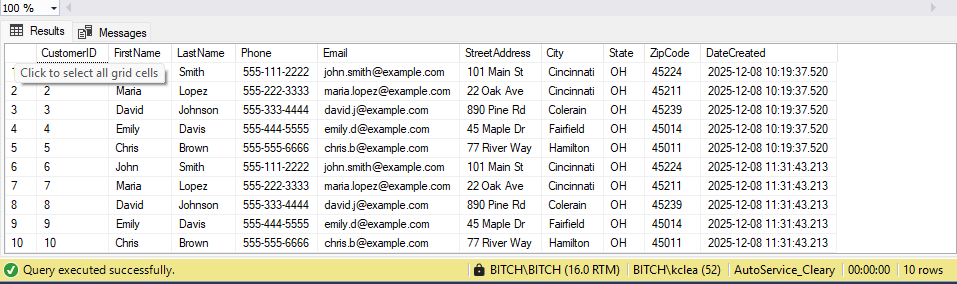 100 %
Results Messages
CustomerID FirstName LastName Phone Email StreetAddress City State ZipCode DateCreated
1 Click to select all grid cells Smith 555-111-2222 john.smith@example.com 101 Main St Cincinnati OH 45224 2025-12-08 10:19:37.520
2 2 Maria Lopez 555-222-3333 maria.lopez@example.com 22 Oak Ave Cincinnati OH 45211 2025-12-08 10:19:37.520
3 3 David Johnson 555-333-4444 david.j@example.com 890 Pine Rd Colerain OH 45239 2025-12-08 10:19:37.520
4 4 Emily Davis 555-444-5555 emily.d@example.com 45 Maple Dr Fairfield OH 45014 2025-12-08 10:19:37.520
5 5 Chris Brown 555-555-6666 chris.b@example.com 77 River Way Hamilton OH 45011 2025-12-08 10:19:37.520
6 6 John Smith 555-111-2222 john.smith@example.com 101 Main St Cincinnati OH 45224 2025-12-08 11:31:43.213
7 7 Maria Lopez 555-222-3333 maria.lopez@example.com 22 Oak Ave Cincinnati OH 45211 2025-12-08 11:31:43.213
8 8 David Johnson 555-333-4444 david.j@example.com 890 Pine Rd Colerain OH 45239 2025-12-08 11:31:43.213
9 9 Emily Davis 555-444-5555 emily.d@example.com 45 Maple Dr Fairfield OH 45014 2025-12-08 11:31:43.213
10 10 Chris Brown 555-555-6666 chris.b@example.com 77 River Way Hamilton OH 45011 2025-12-08 11:31:43.213
Query executed successfully. BITCH\BITCH (16.0 RTM) BITCH\kclea (52) AutoService_Cleary 00:00:00 10 rows